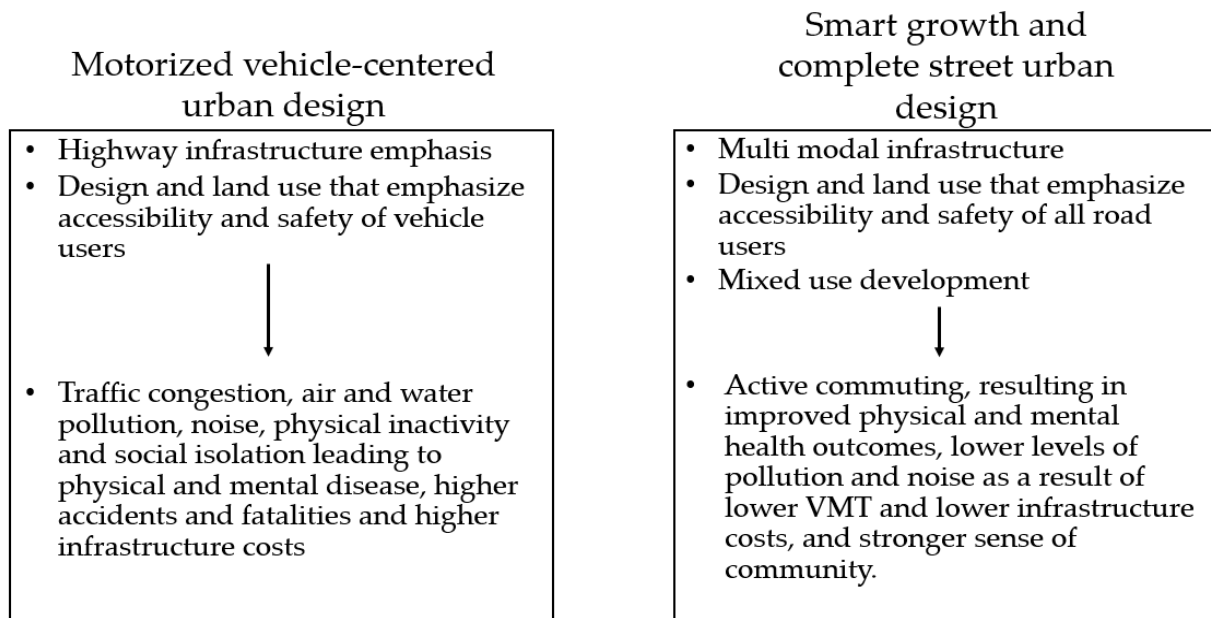 Motorized vehicle-centered
urban design
• Highway infrastructure emphasis
• Design and land use that emphasize
accessibility and safety of vehicle
users
• Traffic congestion, air and water
pollution, noise, physical inactivity
and social isolation leading to
physical and mental disease, higher
accidents and fatalities and higher
infrastructure costs
Smart growth and
complete street urban
design
• Multi modal infrastructure
• Design and land use that emphasize
accessibility and safety of all road
users
• Mixed use development
• Active commuting, resulting in
improved physical and mental
health outcomes, lower levels of
pollution and noise as a result of
lower VMT and lower infrastructure
costs, and stronger sense of
community.